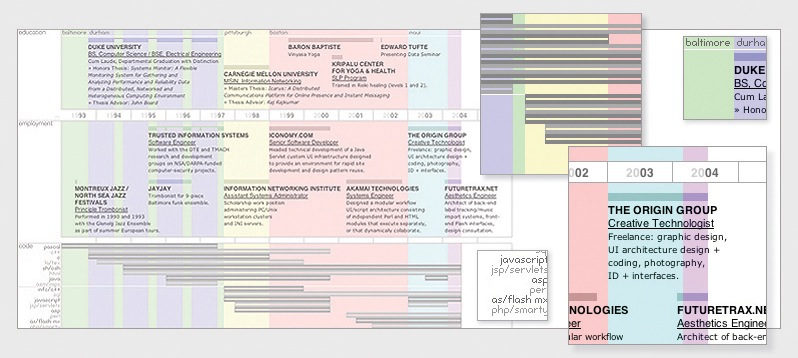 education
baltimore durham
pittsburgh
boston
maui
DUKE UNIVERSITY
BS, Computer Science / BSE, Electrical Engineering
Cum Laude, Departmental Graduation with Distinction
» Honors Thesis: Systems Monitor: A Flexible
Monitoring System for Gathering and
Analyzing Performance and Reliability Data
From a Distributed, Networked and
Heterogeneous Computing Environment
» Thesis Advisor: John Board
CARNEGIE MELLON UNIVERSITY
MSIN, Information Networking
» Masters Thesis: Icarus: A Distributed
Communications Platform for Online Presence and Instant Messaging
» Thesis Advisor: Raj Rajkumar
BARON BAPTISTE
Vinyasa Yoga
KRIPALU CENTER
FOR YOGA & HEALTH
SLP Program
Trained in Reiki healing (levels 1 and 2).
EDWARD TUFTE
Presenting Data Seminar
1993 1994 1995 1996 1997 1998 1999 2000 2001 2002 2003 2004
employment
TRUSTED INFORMATION SYSTEMS
Software Engineer
Worked with the DTE and TMACH
research and development
groups on NSA/DARPA-funded
computer-security projects.
ICONOMY.COM
Senior Software Developer
Headed technical development of a Java
Servlet custom UI infrastructure designed
to provide an environment for rapid site
development and design pattern reuse.
THE ORIGIN GROUP
Creative Technologist
Freelance: graphic design,
UI architecture design +
coding, photography,
ID + interfaces.
MONTREUX JAZZ /
NORTH SEA JAZZ
FESTIVALS
Principle Trombonist
Performed in 1990 and 1993
with the Gunnig Jazz Ensemble
as part of summer European tours.
JAYJAY
Trombonist for 9-piece
Baltimore funk ensemble.
INFORMATION NETWORKING INSTITUTE
Assistant Systems Administrator
Scholarship work position
administering PC/Unix
workstation clusters
and INI servers.
AKAMAI TECHNOLOGIES
Systems Engineer
Designed a modular workflow
UI/script architecture consisting
of independent Perl and HTML
modules that execute separately,
or that dynamically collaborate.
FUTURETRAX.NET
Aesthetics Engineer
Architect of back-end
code
pascal
javascript
baltimore durha
DUKE
BS, Co
Cum La
» Hono
javascript
jsp/servlets
asp
perl
as/flash mx
php/smarty
002 2003 2004
THE ORIGIN GROUP
Creative Technologist
Freelance: graphic design,
UI architecture design +
coding, photography,
ID + interfaces.
NOLOGIES
eer
ular workflow
FUTURETRAX.NE
Aesthetics Enginee
Architect of back-en